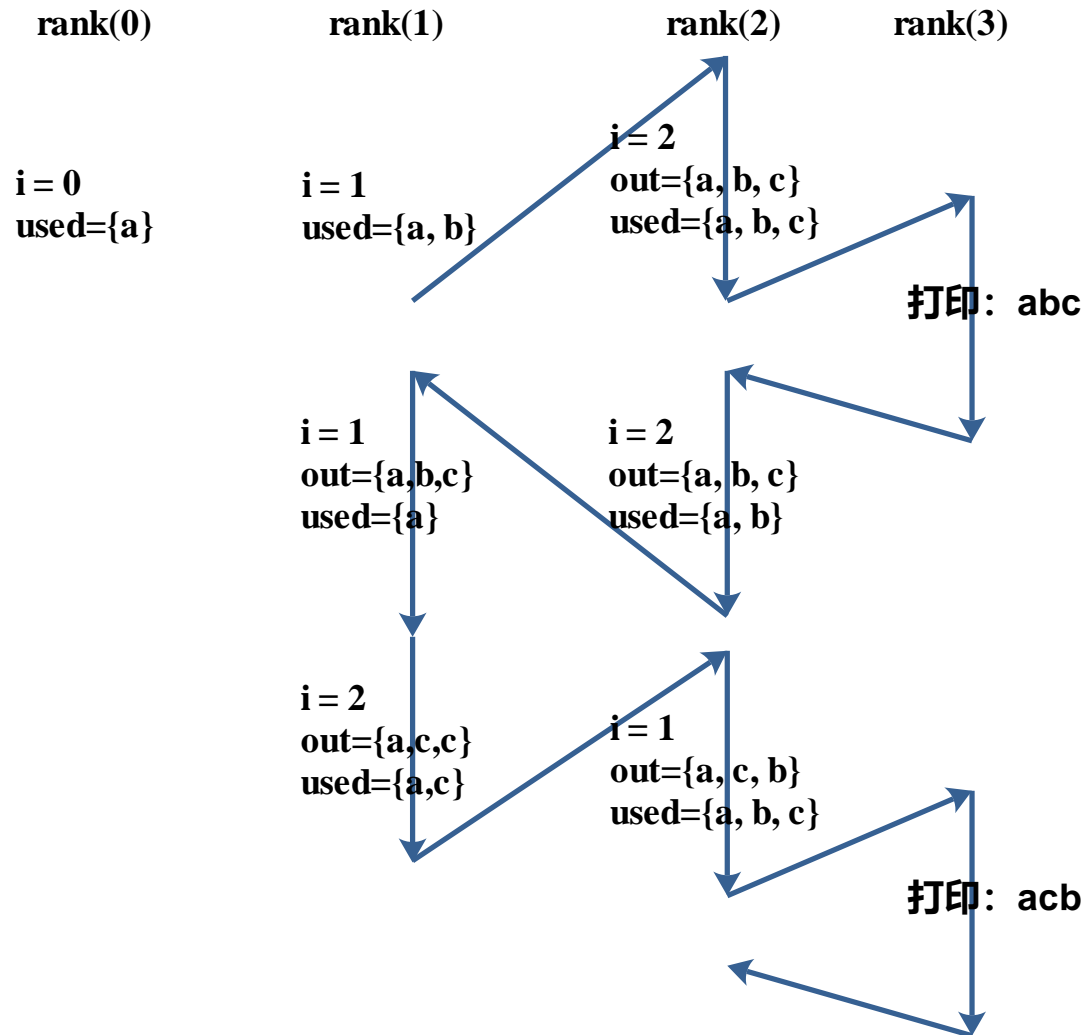 rank(0)
rank(1)
rank(2)
rank(3)
i = 0
used={a}
i = 1
used={a, b}
i = 2
out={a, b, c}
used={a, b, c}
打印：abc
i = 1
out={a,b,c}
used={a}
i = 2
out={a, b, c}
used={a, b}
i = 2
out={a,c,c}
used={a,c}
i = 1
out={a, c, b}
used={a, b, c}
打印：acb